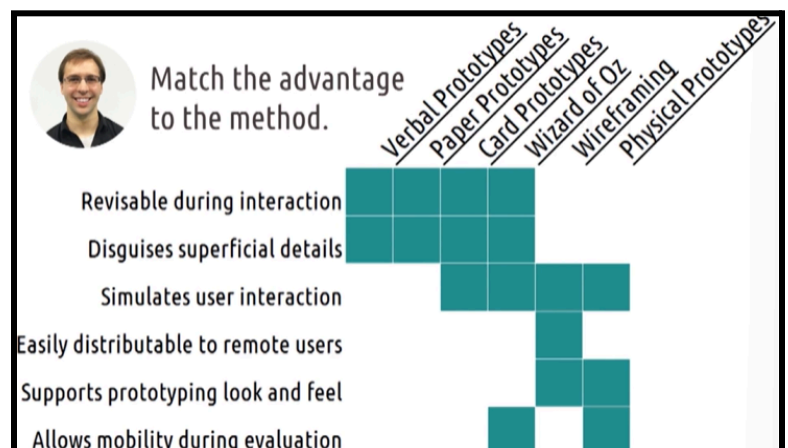 Match the advantage
to the method.
Verbal Prototypes
Paper Prototypes
Card Prototypes
Wizard of Oz
Wireframing
Physical Prototypes
Revisable during interaction
Disguises superficial details
Simulates user interaction
Easily distributable to remote users
Supports prototyping look and feel
Allows mobility during evaluation